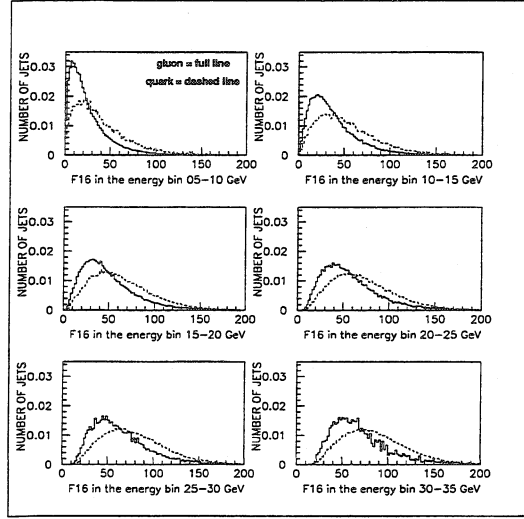 NUMBER OF JETS
0.03
0.02
0.01
0
gluon = full line
quark = dashed line
0 50 100 150 200
F16 in the energy bin 05-10 GeV
NUMBER OF JETS
0.03
0.02
0.01
0
0 50 100 150 200
F16 in the energy bin 10-15 GeV
NUMBER OF JETS
0.03
0.02
0.01
0
0 50 100 150 200
F16 in the energy bin 15-20 GeV
NUMBER OF JETS
0.03
0.02
0.01
0
0 50 100 150 200
F16 in the energy bin 20-25 GeV
NUMBER OF JETS
0.03
0.02
0.01
0
0 50 100 150 200
F16 in the energy bin 25-30 GeV
NUMBER OF JETS
0.03
0.02
0.01
0
0 50 100 150 200
F16 in the energy bin 30-35 GeV